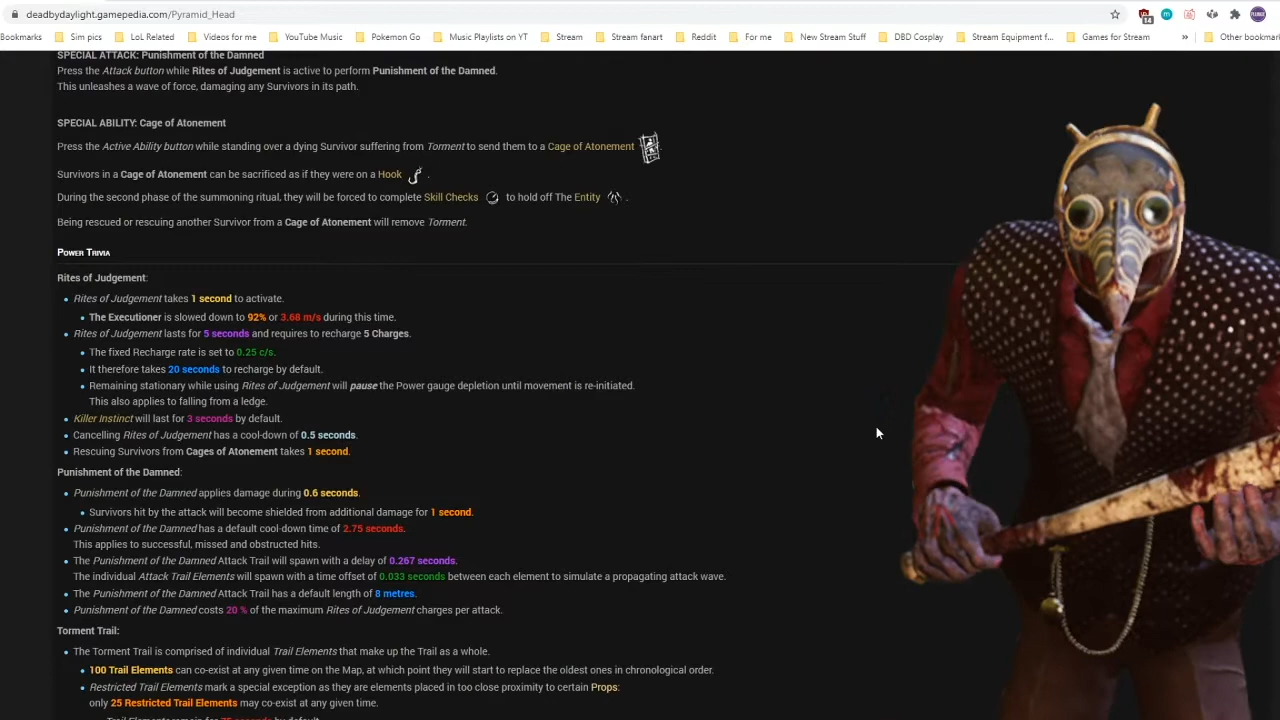 deadbydaylight.gamepedia.com/Pyramid_Head
14
Bookmarks Sim pics LoL Related Videos for me YouTube Music Pokemon Go Music Playlists on YT Stream Stream fanart Reddit For me New Stream Stuff DBD Cosplay Stream Equipment f... Games for Stream » Other bookmar
SPECIAL ATTACK: Punishment of the Damned
Press the Attack button while Rites of Judgement is active to perform Punishment of the Damned.
This unleashes a wave of force, damaging any Survivors in its path.
SPECIAL ABILITY: Cage of Atonement
Press the Active Ability button while standing over a dying Survivor suffering from Torment to send them to a Cage of Atonement .
Survivors in a Cage of Atonement can be sacrificed as if they were on a Hook .
During the second phase of the summoning ritual, they will be forced to complete Skill Checks to hold off The Entity .
Being rescued or rescuing another Survivor from a Cage of Atonement will remove Torment.
Power Trivia
Rites of Judgement:
Rites of Judgement takes 1 second to activate.
The Executioner is slowed down to 92% or 3.68 m/s during this time.
Rites of Judgement lasts for 5 seconds and requires to recharge 5 Charges.
The fixed Recharge rate is set to 0.25 c/s.
It therefore takes 20 seconds to recharge by default.
Remaining stationary while using Rites of Judgement will pause the Power gauge depletion until movement is re-initiated.
This also applies to falling from a ledge.
Killer Instinct will last for 3 seconds by default.
Cancelling Rites of Judgement has a cool-down of 0.5 seconds.
Rescuing Survivors from Cages of Atonement takes 1 second.
Punishment of the Damned:
Punishment of the Damned applies damage during 0.6 seconds.
Survivors hit by the attack will become shielded from additional damage for 1 second.
Punishment of the Damned has a default cool-down time of 2.75 seconds.
This applies to successful, missed and obstructed hits.
The Punishment of the Damned Attack Trail will spawn with a delay of 0.267 seconds.
The individual Attack Trail Elements will spawn with a time offset of 0.033 seconds between each element to simulate a propagating attack wave.
The Punishment of the Damned Attack Trail has a default length of 8 metres.
Punishment of the Damned costs 20 % of the maximum Rites of Judgement charges per attack.
Torment Trail:
The Torment Trail is comprised of individual Trail Elements that make up the Trail as a whole.
100 Trail Elements can co-exist at any given time on the Map, at which point they will start to replace the oldest ones in chronological order.
Restricted Trail Elements mark a special exception as they are elements placed in too close proximity to certain Props:
only 25 Restricted Trail Elements may co-exist at any given time.
Trail Elements remain for 75 seconds by default.